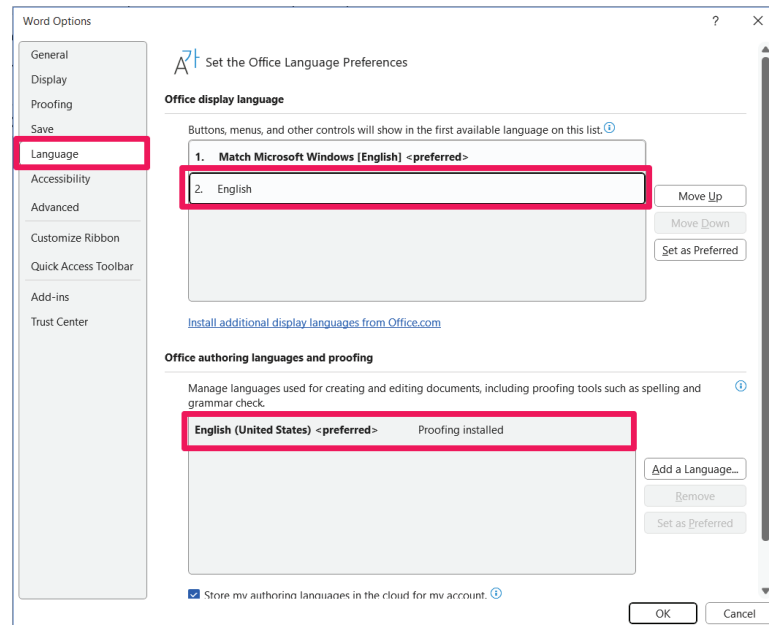 Word Options
?
General
Display
Proofing
Save
Language
Accessibility
Advanced
Customize Ribbon
Quick Access Toolbar
Add-ins
Trust Center
Set the Office Language Preferences
Office display language
Buttons, menus, and other controls will show in the first available language on this list.
1. Match Microsoft Windows [English] <preferred>
2. English
Move Up
Move Down
Set as Preferred
Install additional display languages from Office.com
Office authoring languages and proofing
Manage languages used for creating and editing documents, including proofing tools such as spelling and
grammar check.
English (United States) <preferred> Proofing installed
Add a Language...
Remove
Set as Preferred
Store my authoring languages in the cloud for my account.
OK
Cancel